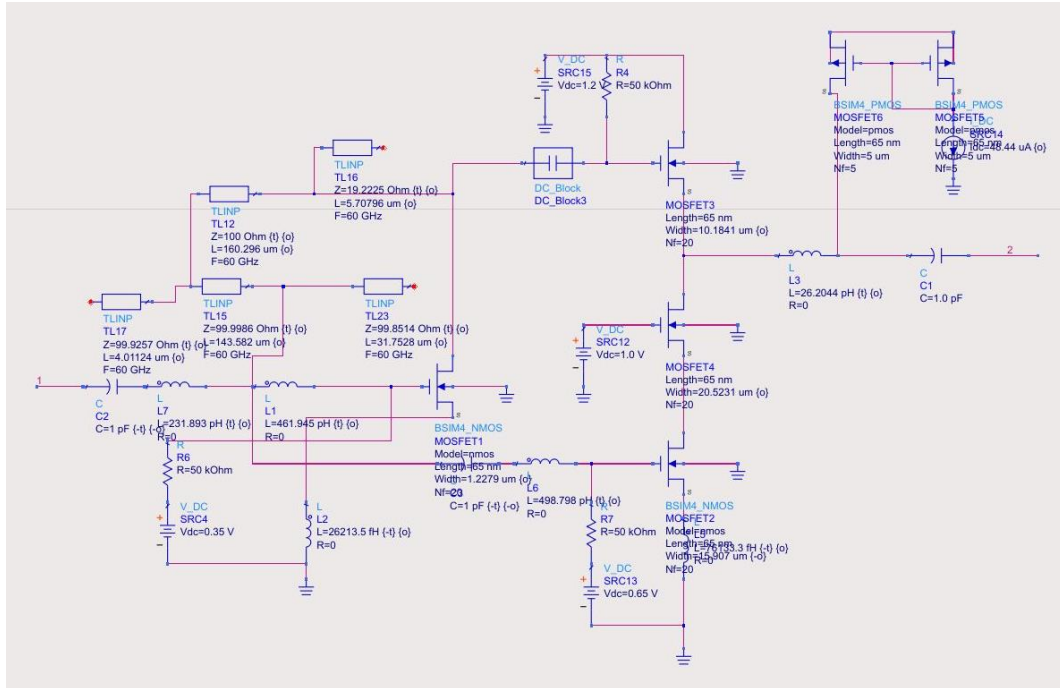 V_DC
SRC15
Vdc=1.2 V
R
R4
R=50 kOhm
BSIM4_PMOS
MOSFET6
Model=pmos
Length=65 nm
Width=5 um
Nf=5
BSIM4_PMOS
MOSFET5
Width=5 um
Nf=5
SRC14
TLINP
TL16
Z=19.2225 Ohm {t} {o}
L=5.70796 um {o}
F=60 GHz
DC_Block
DC_Block3
TLINP
TL12
Z=100 Ohm {t} {o}
L=160.296 um {o}
F=60 GHz
MOSFET3
Length=65 nm
Width=10.1841 um {o}
Nf=20
TLINP
TL17
Z=99.9257 Ohm {t} {o}
L=4.01124 um {o}
F=60 GHz
TLINP
TL15
Z=99.9986 Ohm {t} {o}
L=143.582 um {o}
F=60 GHz
TLINP
TL23
Z=99.8514 Ohm {t} {o}
L=31.7528 um {o}
F=60 GHz
L
L3
L=26.2044 pH {t} {o}
R=0
C
C1
C=1.0 pF
2
V_DC
SRC12
Vdc=1.0 V
MOSFET4
Length=65 nm
Width=20.5231 um {o}
Nf=20
1
C
C2
C=1 pF {-t} {-o}
L
L7
L=231.893 pH {t} {o}
R=0
L
L1
L=461.945 pH {t} {o}
R=0
BSIM4_NMOS
MOSFET1
Model=nmos
Length=65 nm
Width=1.2279 um {o}
Nf=20
R
R6
R=50 kOhm
C3
C=1 pF {-t} {-o}
L
L6
L=498.798 pH {t} {o}
R=0
V_DC
SRC4
Vdc=0.35 V
L
L2
L=26213.5 fH {-t} {o}
R=0
R
R7
R=50 kOhm
BSIM4_NMOS
MOSFET2
Model=nmos
Nf=20
V_DC
SRC13
Vdc=0.65 V